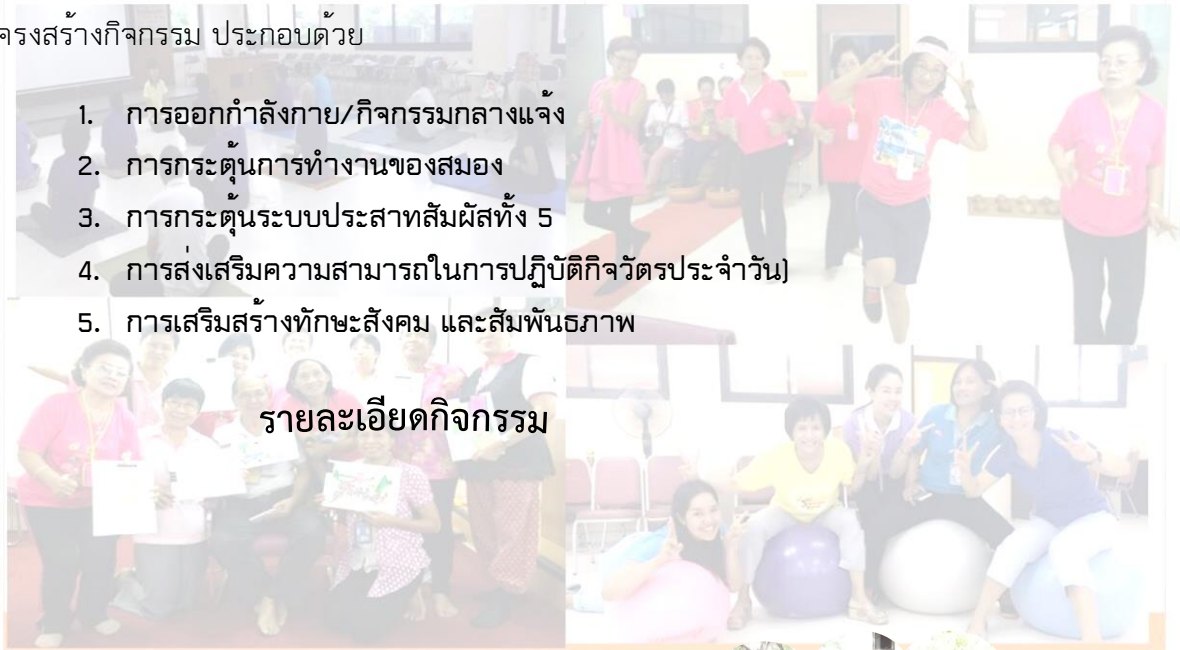 ครงสร้างกิจกรรม ประกอบด้วย
1. การออกกำลังกาย/กิจกรรมกลางแจ้ง
2. การกระตุ้นการทำงานของสมอง
3. การกระตุ้นระบบประสาทสัมผัสทั้ง 5
4. การส่งเสริมความสามารถในการปฏิบัติกิจวัตรประจำวัน)
5. การเสริมสร้างทักษะสังคม และสัมพันธภาพ
รายละเอียดกิจกรรม